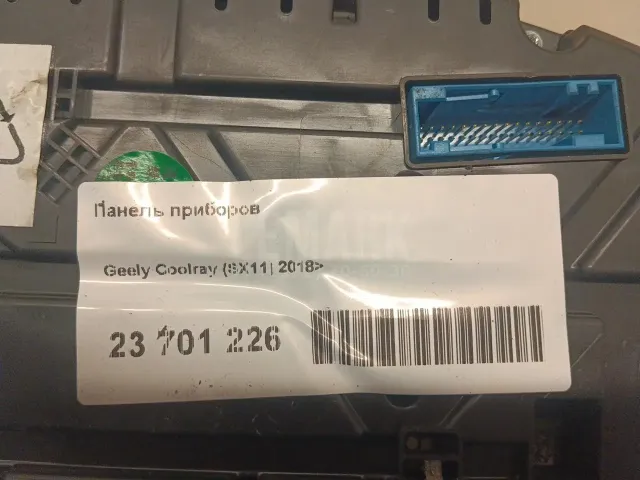 Панель приборов
Geely Coolray (SX11) 2018>
23 701 226